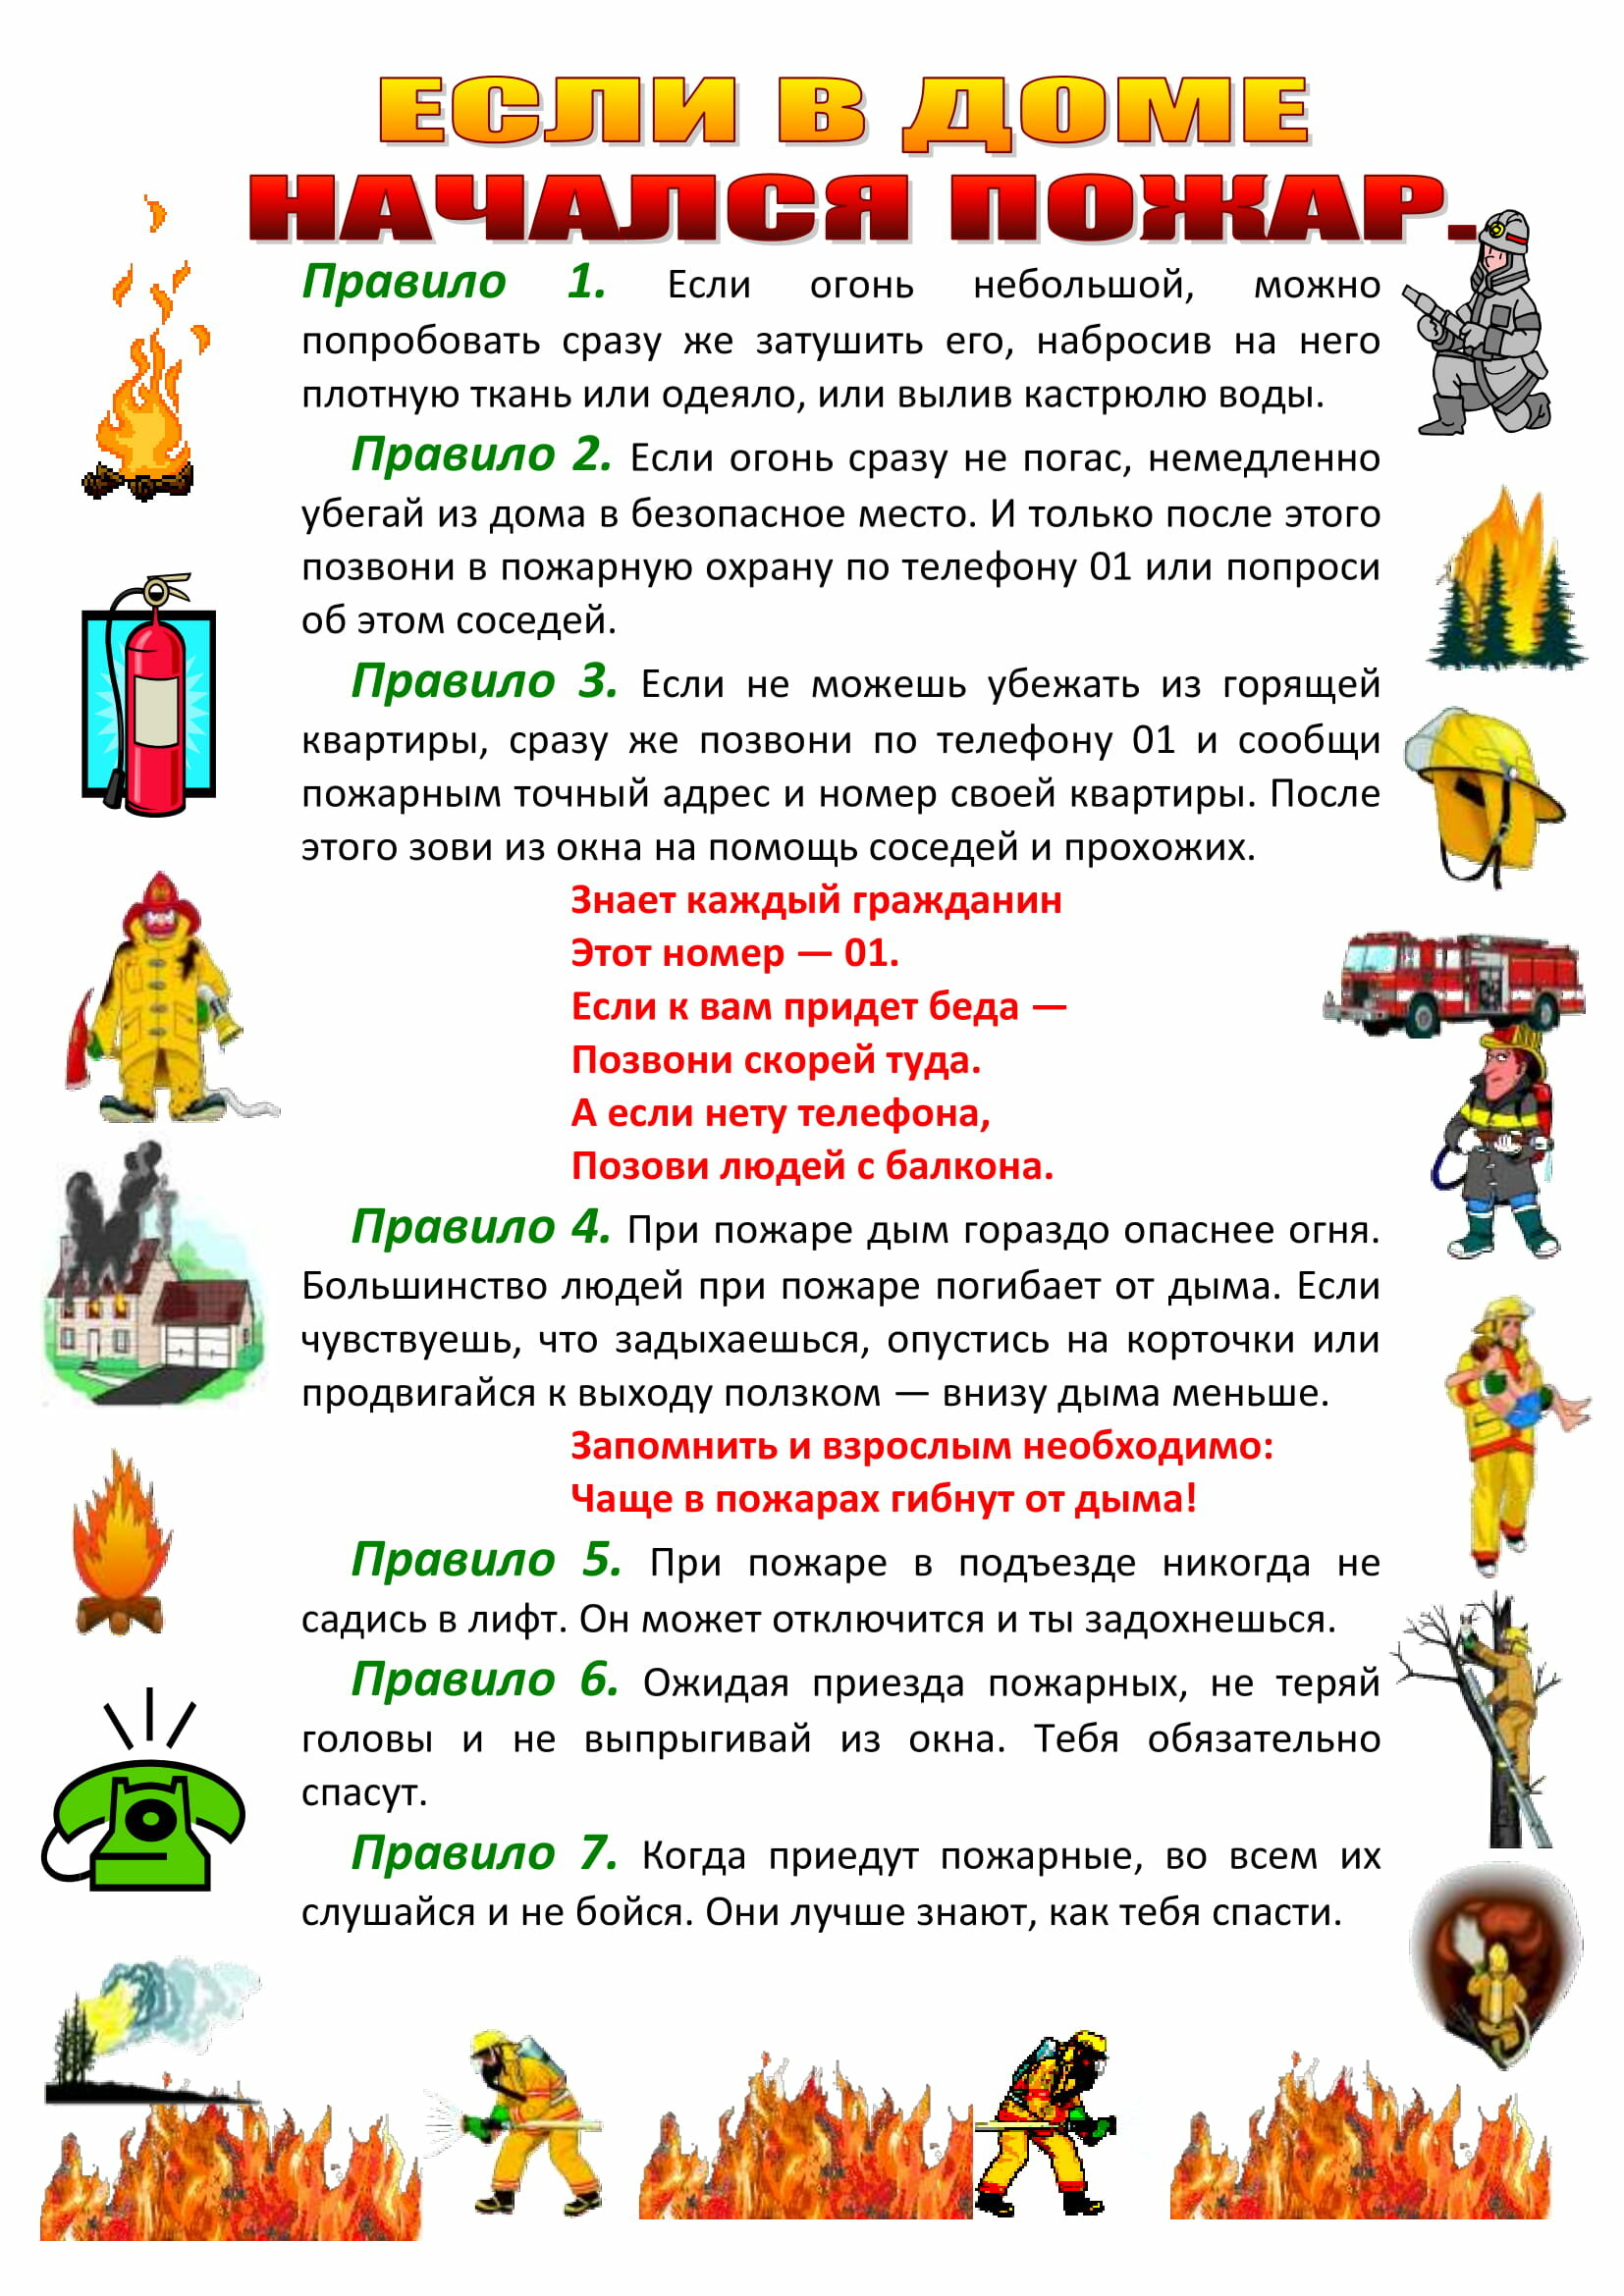 ЕСЛИ В ДОМЕ
НАЧАЛСЯ ПОЖАР.
Правило 1. Если огонь небольшой, можно
попробовать сразу же затушить его, набросив на него
плотную ткань или одеяло, или вылив кастрюлю воды.
Правило 2. Если огонь сразу не погас, немедленно
убегай из дома в безопасное место. И только после этого
позвони в пожарную охрану по телефону 01 или попроси
об этом соседей.
Правило 3. Если не можешь убежать из горящей
квартиры, сразу же позвони по телефону 01 и сообщи
пожарным точный адрес и номер своей квартиры. После
этого зови из окна на помощь соседей и прохожих.
Знает каждый гражданин
Этот номер — 01.
Если к вам придет беда —
Позвони скорей туда.
А если нету телефона,
Позови людей с балкона.
Правило 4. При пожаре дым гораздо опаснее огня.
Большинство людей при пожаре погибает от дыма. Если
чувствуешь, что задыхаешься, опустись на корточки или
продвигайся к выходу ползком — внизу дыма меньше.
Запомнить и взрослым необходимо:
Чаще в пожарах гибнут от дыма!
Правило 5. При пожаре в подъезде никогда не
садись в лифт. Он может отключится и ты задохнешься.
Правило 6. Ожидая приезда пожарных, не теряй
головы и не выпрыгивай из окна. Тебя обязательно
спасут.
Правило 7. Когда приедут пожарные, во всем их
слушайся и не бойся. Они лучше знают, как тебя спасти.